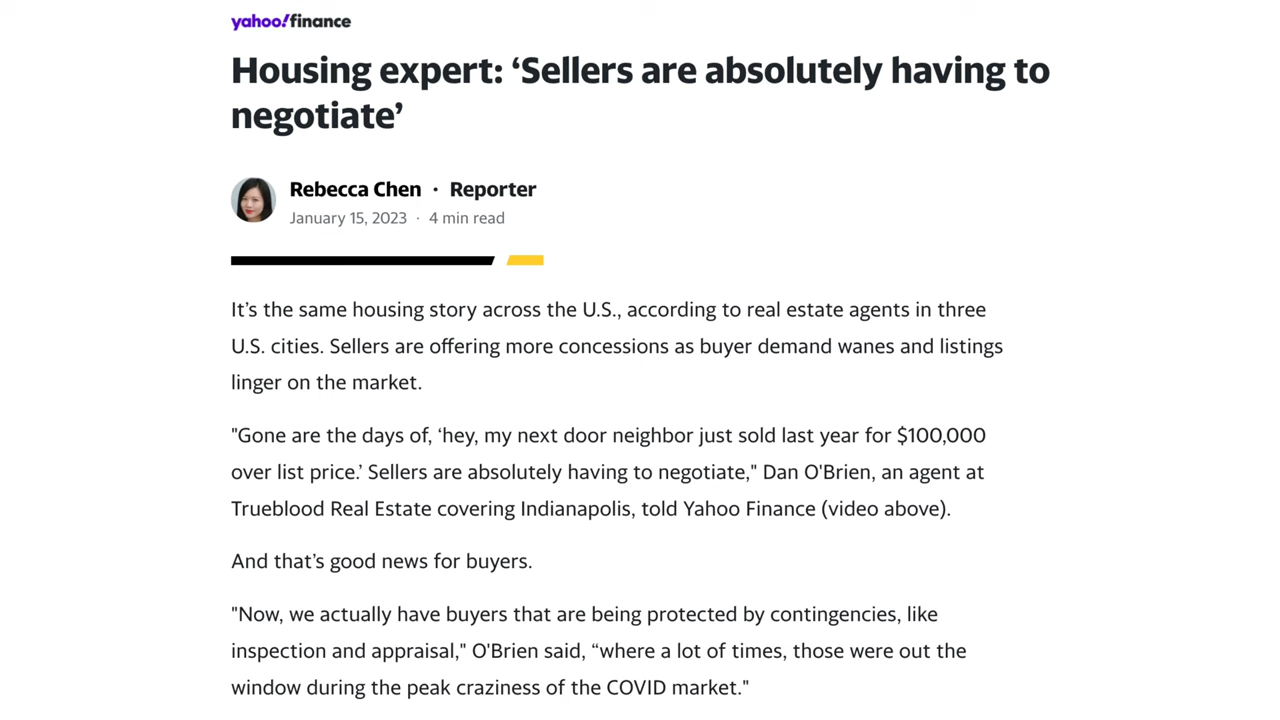 yahoo!finance
Housing expert: ‘Sellers are absolutely having to
negotiate’
Rebecca Chen · Reporter
January 15, 2023 · 4 min read
It’s the same housing story across the U.S., according to real estate agents in three
U.S. cities. Sellers are offering more concessions as buyer demand wanes and listings
linger on the market.
"Gone are the days of, ‘hey, my next door neighbor just sold last year for $100,000
over list price.’ Sellers are absolutely having to negotiate," Dan O'Brien, an agent at
Trueblood Real Estate covering Indianapolis, told Yahoo Finance (video above).
And that’s good news for buyers.
"Now, we actually have buyers that are being protected by contingencies, like
inspection and appraisal," O'Brien said, “where a lot of times, those were out the
window during the peak craziness of the COVID market."